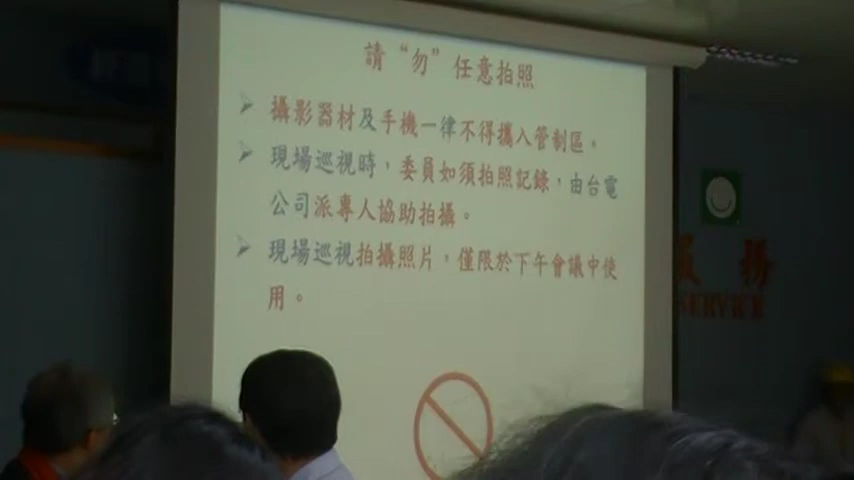 請“勿”任意拍照
攝影器材及手機一律不得攜入管制區。
現場巡視時，委員如須拍照記錄，由台電
公司派專人協助拍攝。
現場巡視拍攝照片，僅限於下午會議中使
用。
服務
SERVICE